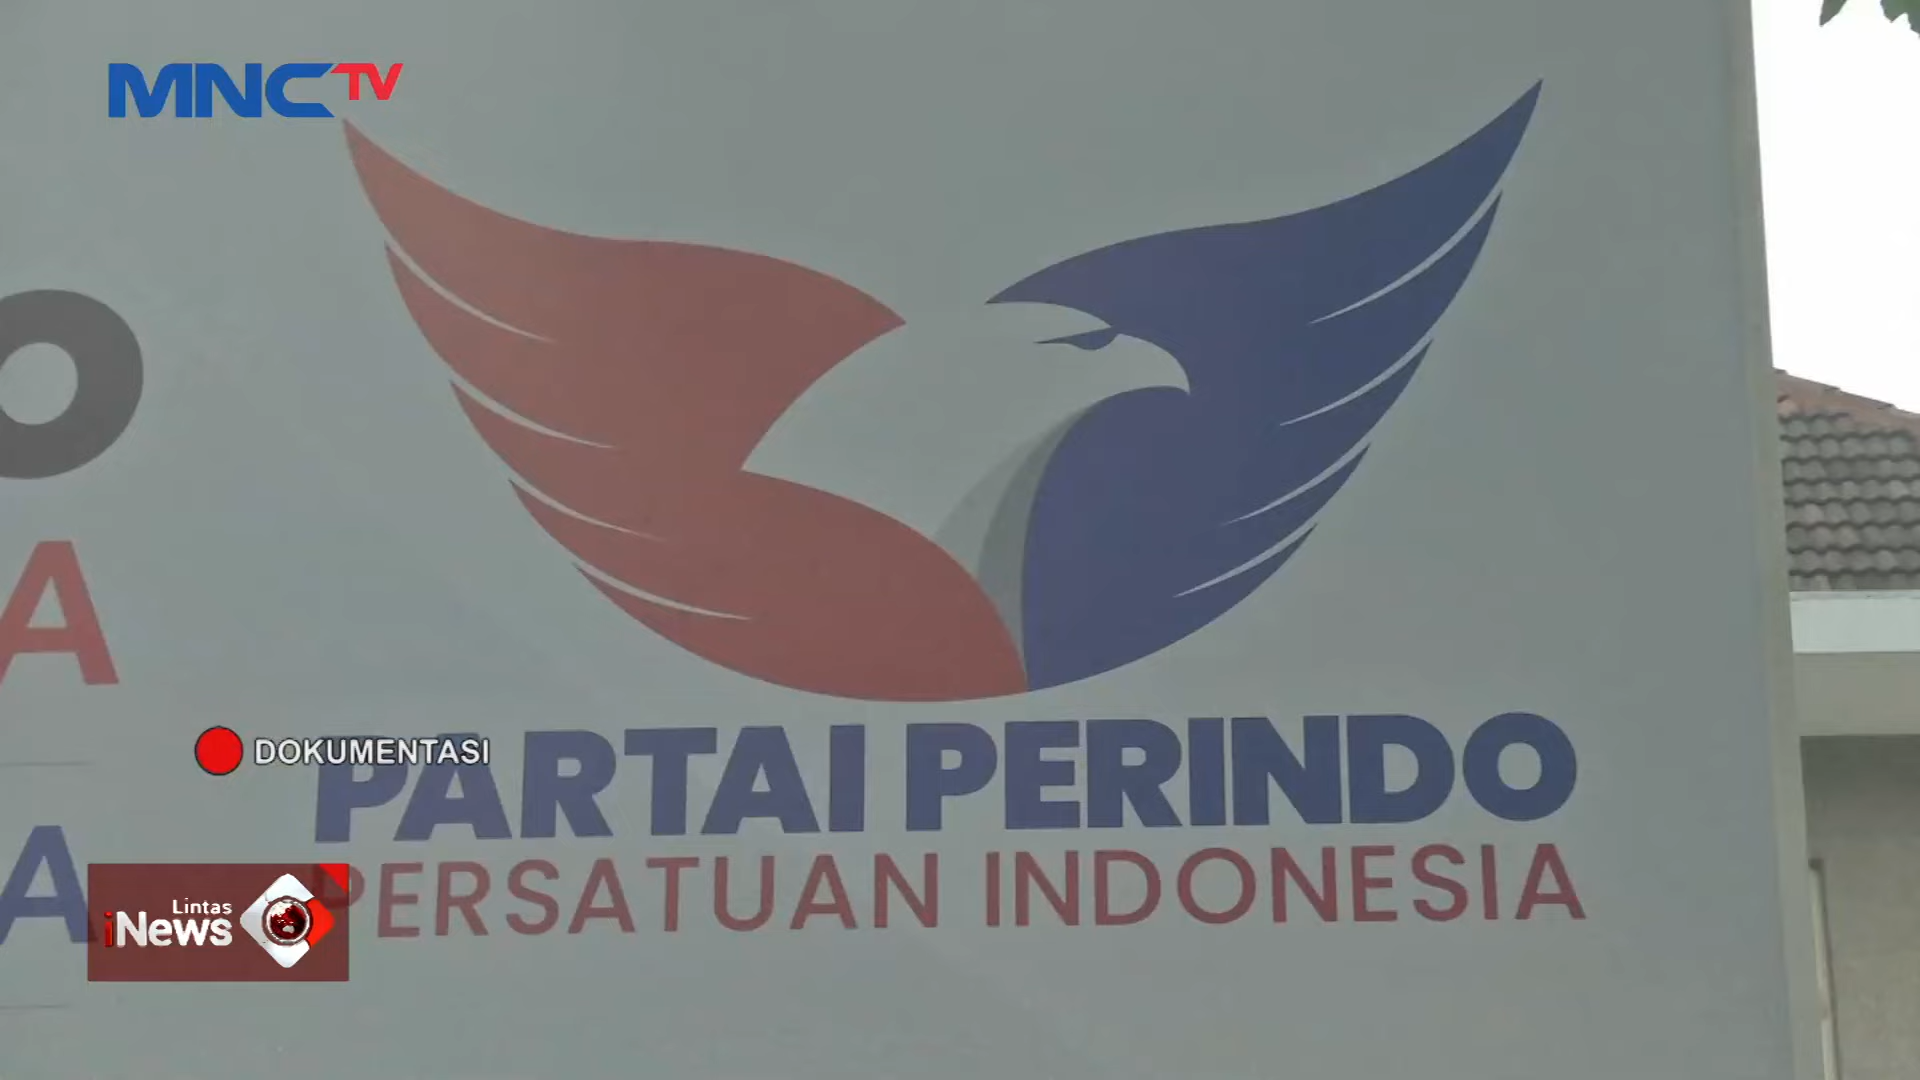 MNCTV
O
A
DOKUMENTASI
PARTAI PERINDO
PERSATUAN INDONESIA
A
Lintas
iNews